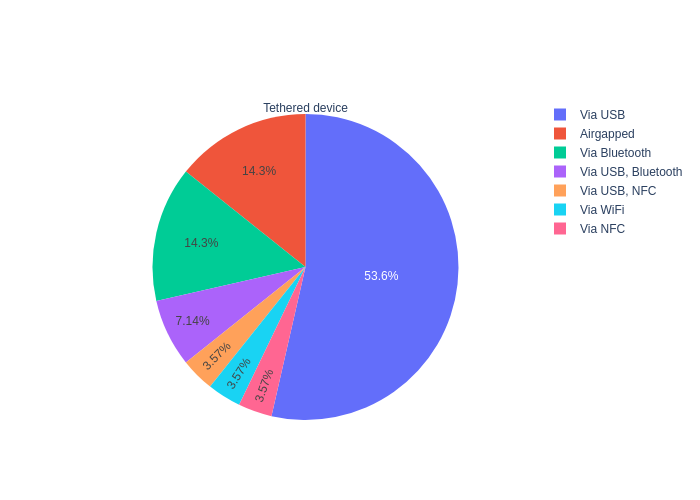 Tethered device
Via USB
Airgapped
Via Bluetooth
Via USB, Bluetooth
Via USB, NFC
Via WiFi
Via NFC
14.3%
14.3%
53.6%
7.14%
3.57%
3.57%
3.57%